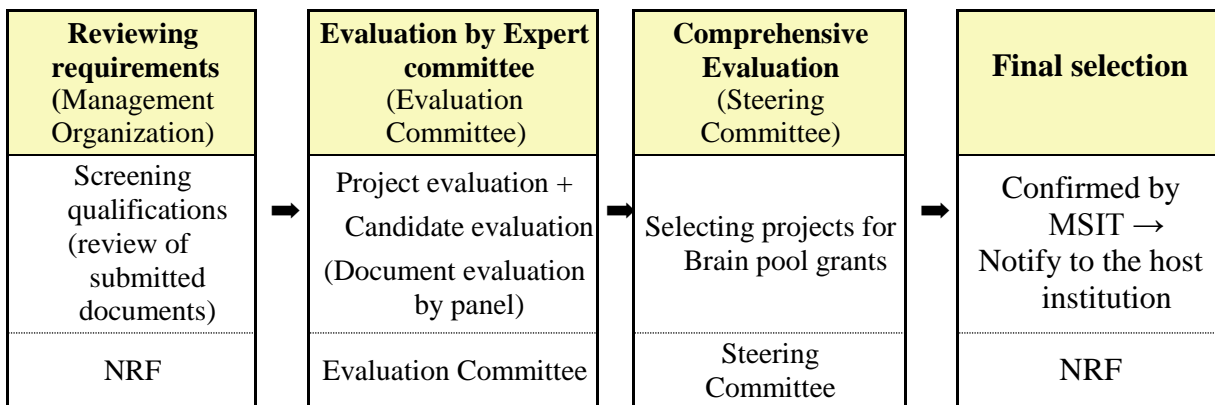 Reviewing
requirements
(Management
Organization)
Screening
qualifications
(review of
submitted
documents)
NRF
➡
Evaluation by Expert
committee
(Evaluation
Committee)
Project evaluation +
Candidate evaluation
(Document evaluation
by panel)
Evaluation Committee
➡
Comprehensive
Evaluation
(Steering
Committee)
Selecting projects for
Brain pool grants
Steering
Committee
➡
Final selection
Confirmed by
MSIT →
Notify to the host
institution
NRF